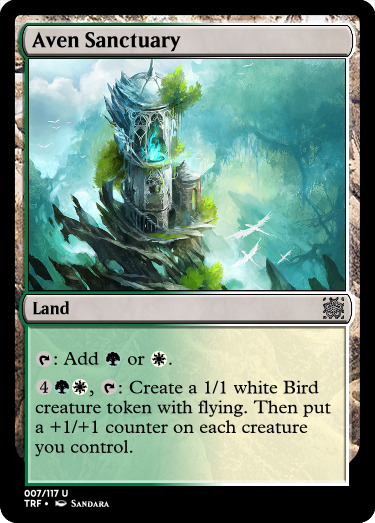 Aven Sanctuary
Land
: Add or .
4 , : Create a 1/1 white Bird
creature token with flying. Then put
a +1/+1 counter on each creature
you control.
007/117 U
TRF • Sandara